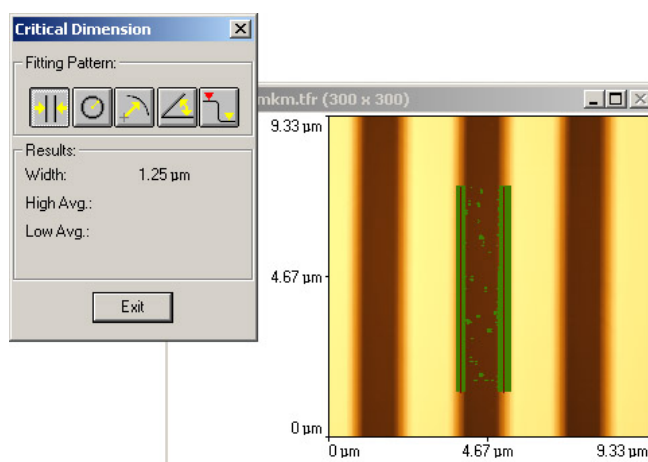 Critical Dimension
Fitting Pattern:
Results:
Width: 1.25 µm
High Avg.:
Low Avg.:
Exit
mkm.tfr (300 x 300)
9.33 µm
4.67 µm
0 µm
0 µm 4.67 µm 9.33 µm